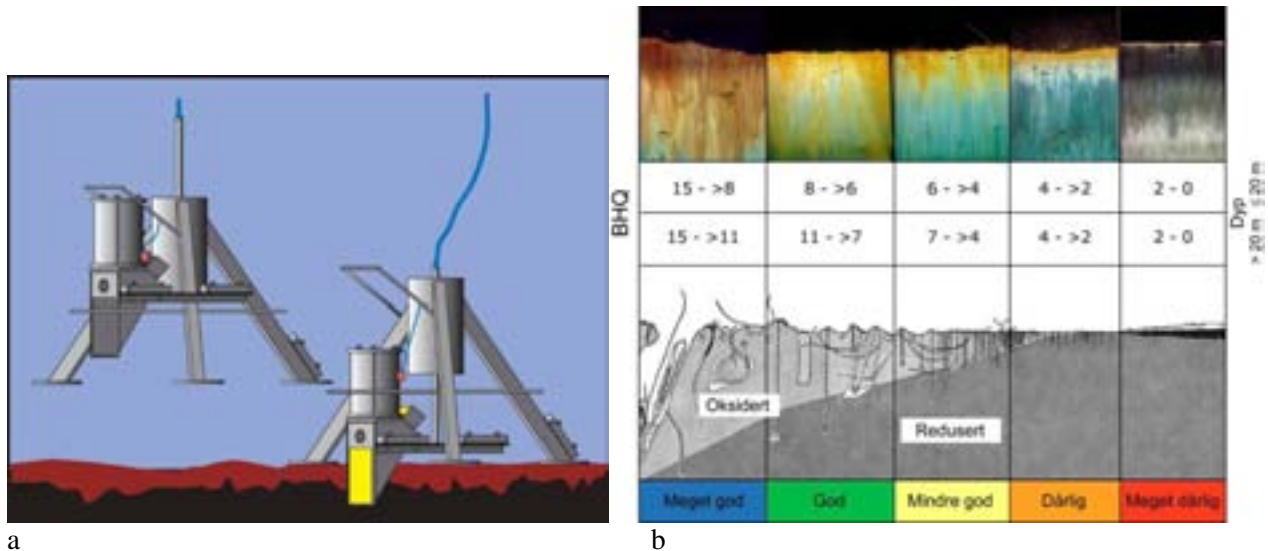 BHQ
15 - >8
8 - >6
6 - >4
4 - >2
2 - 0
15 - >11
11 - >7
7 - >4
4 - >2
2 - 0
Dyp
> 20 m
≤ 20 m
Oksidert
Redusert
Meget god
God
Mindre god
Dårlig
Meget dårlig
a
b